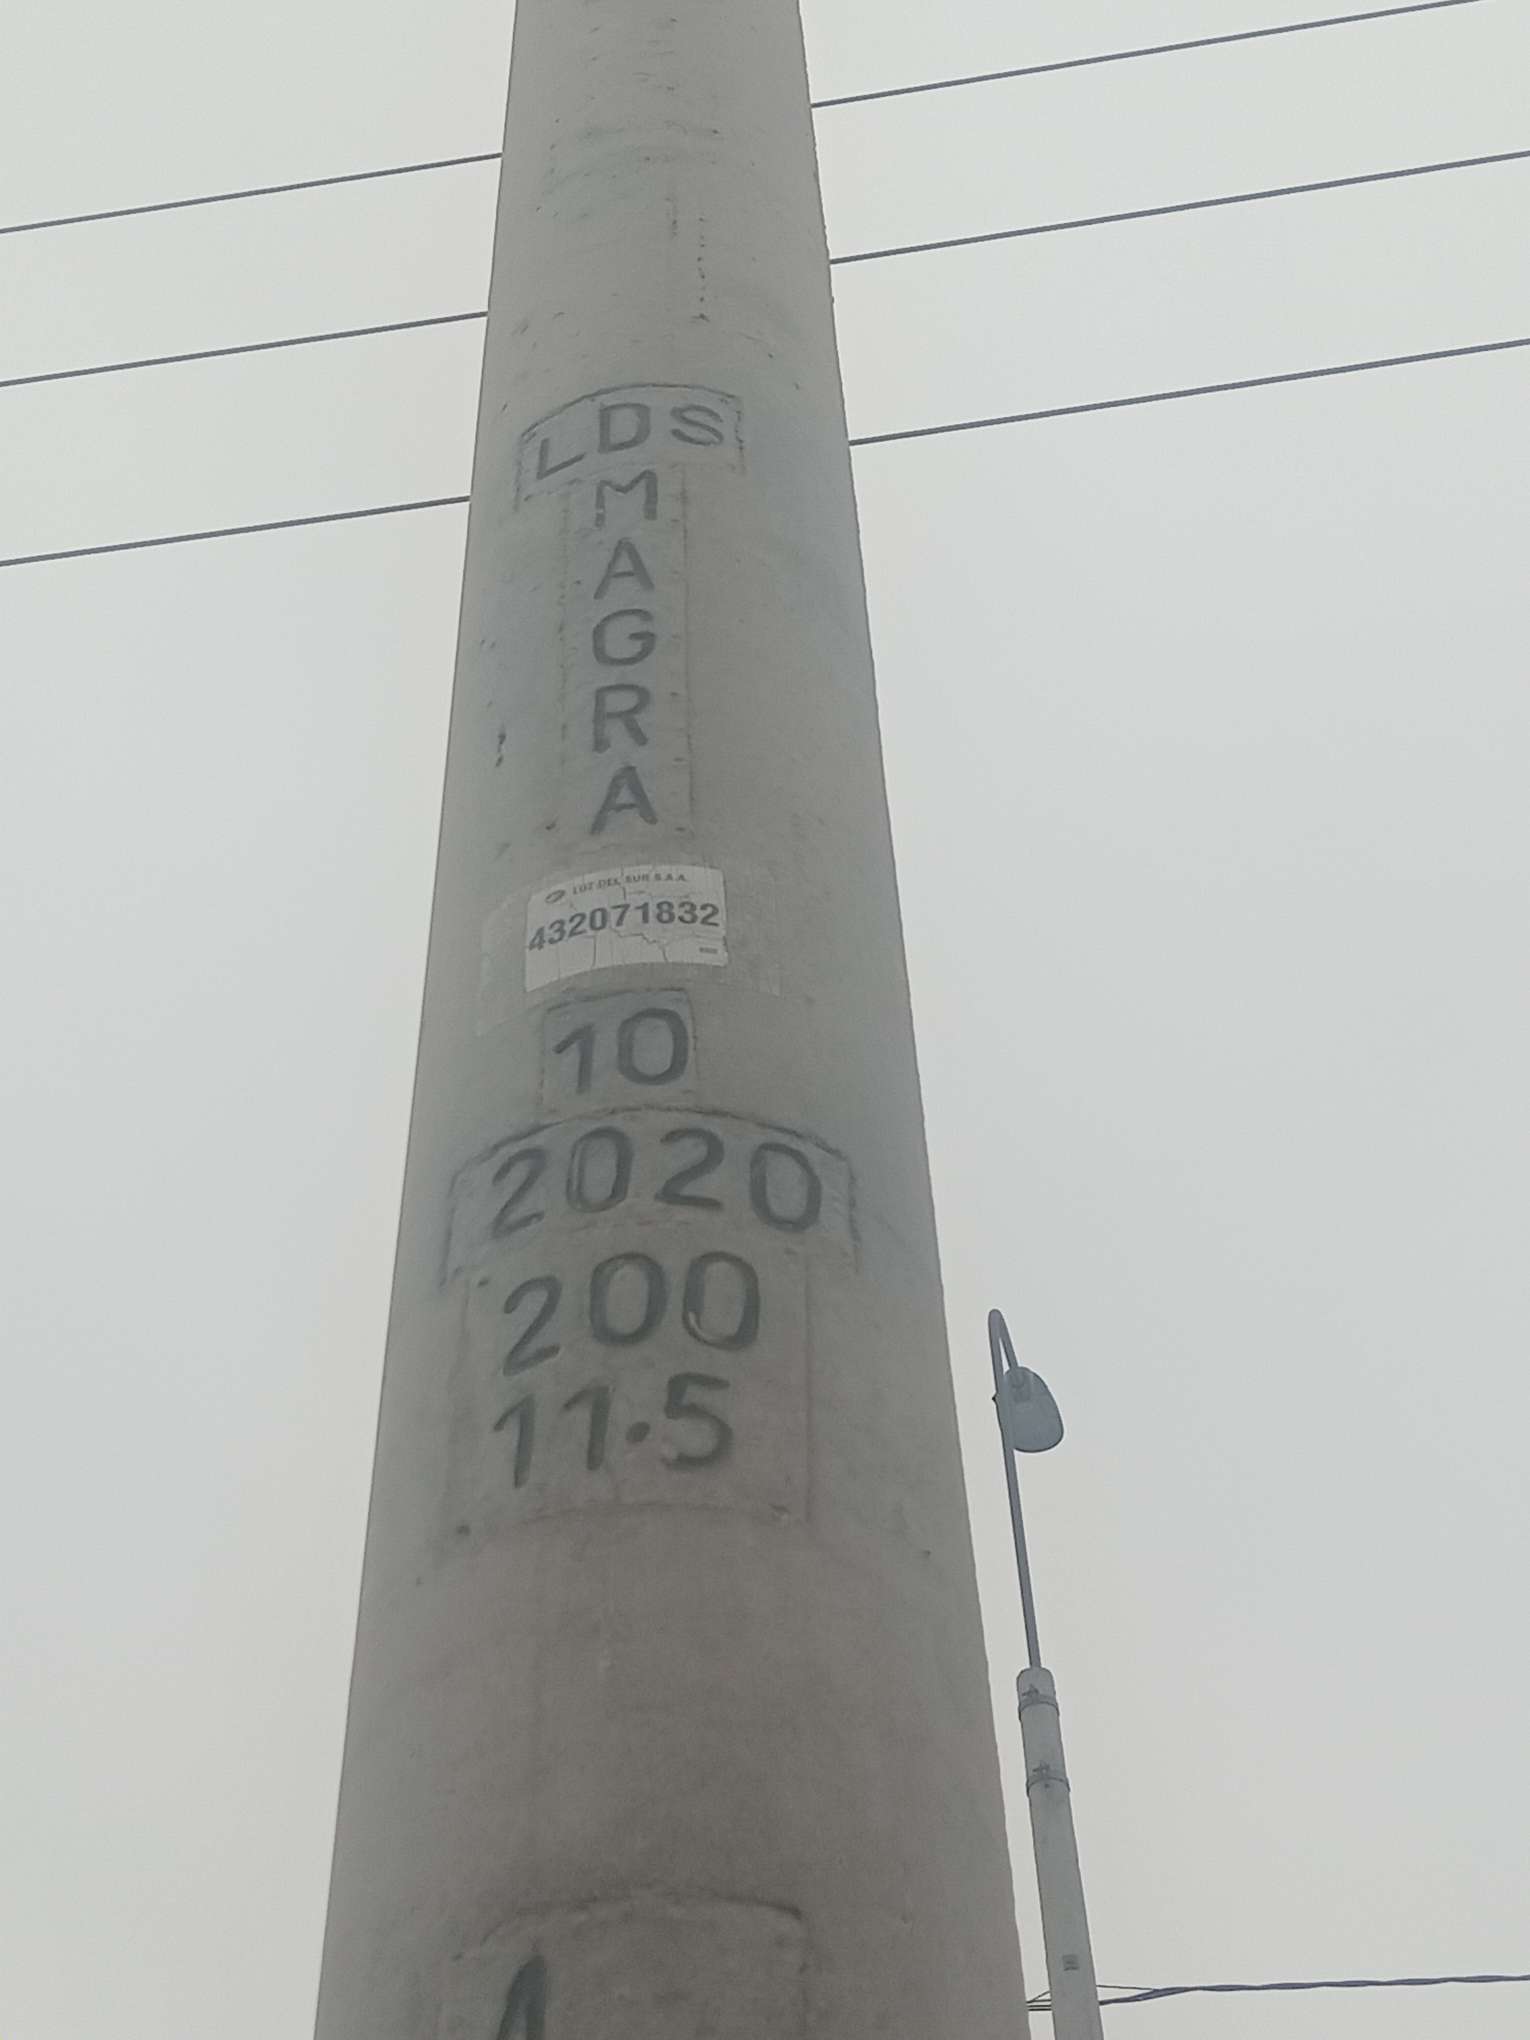 LDS
M
A
G
R
A
LUZ DEL SUR S.A.A.
432071832
10
2020
200
11.5